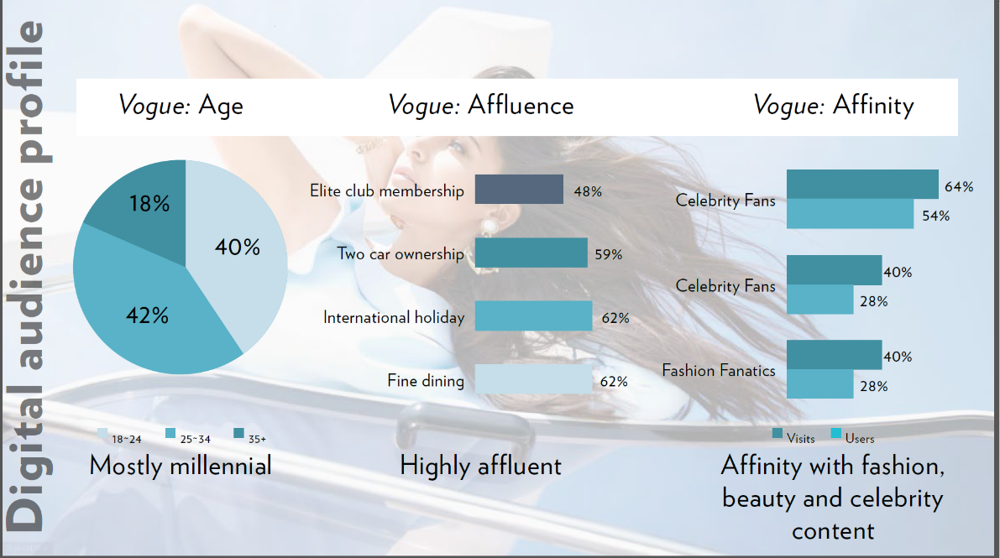 Digital audience profile
Vogue: Age
Vogue: Affluence
Vogue: Affinity
18%
40%
42%
18~24
25~34
35+
Mostly millennial
Elite club membership
48%
Two car ownership
59%
International holiday
62%
Fine dining
62%
Highly affluent
Celebrity Fans
64%
54%
Celebrity Fans
40%
28%
Fashion Fanatics
40%
28%
Visits
Users
Affinity with fashion,
beauty and celebrity
content